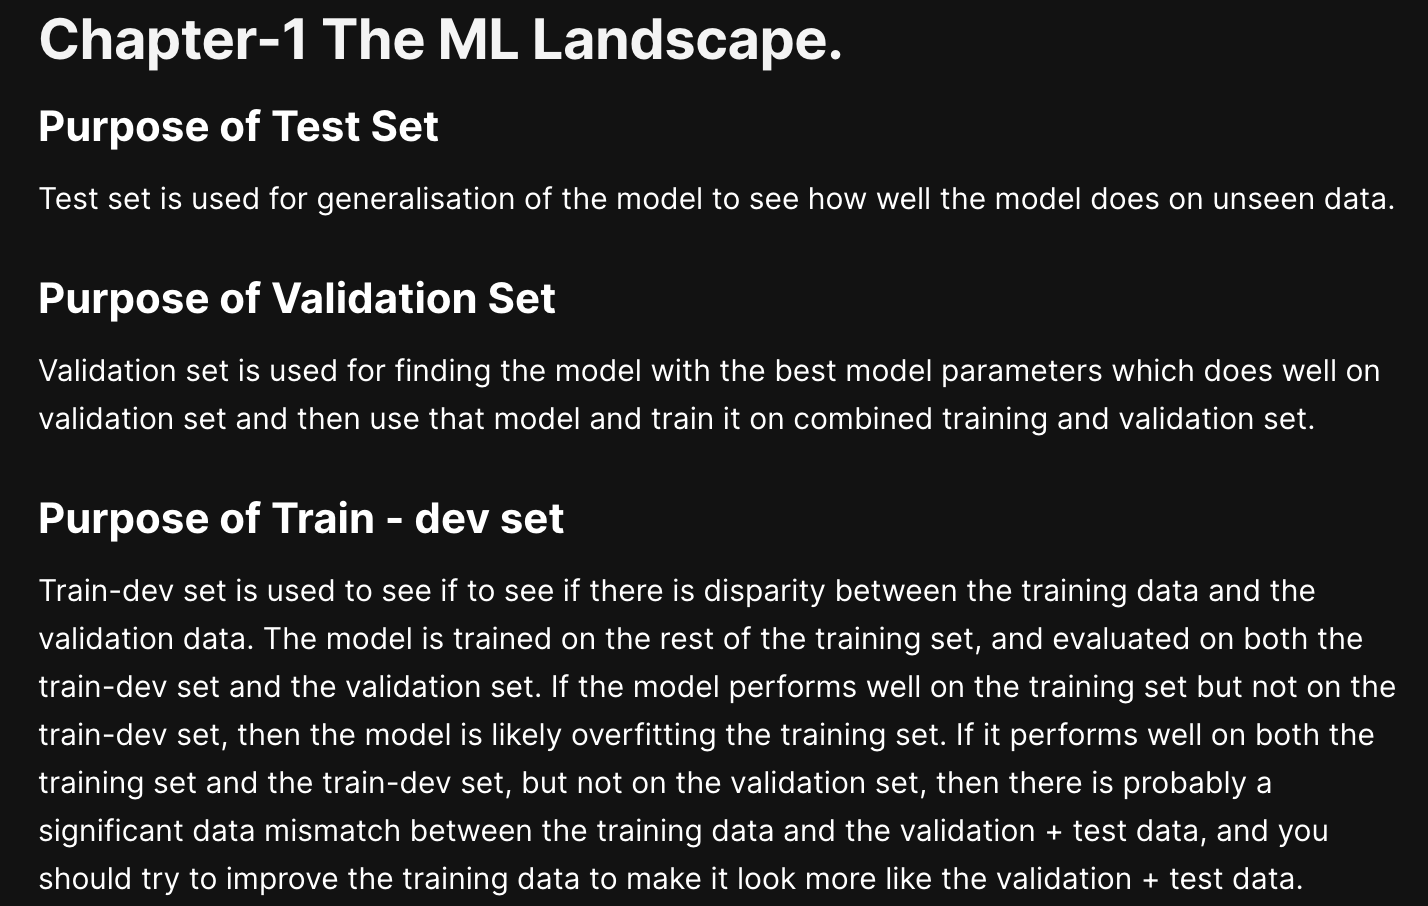 Chapter-1 The ML Landscape.
Purpose of Test Set
Test set is used for generalisation of the model to see how well the model does on unseen data.
Purpose of Validation Set
Validation set is used for finding the model with the best model parameters which does well on
validation set and then use that model and train it on combined training and validation set.
Purpose of Train - dev set
Train-dev set is used to see if to see if there is disparity between the training data and the
validation data. The model is trained on the rest of the training set, and evaluated on both the
train-dev set and the validation set. If the model performs well on the training set but not on the
train-dev set, then the model is likely overfitting the training set. If it performs well on both the
training set and the train-dev set, but not on the validation set, then there is probably a
significant data mismatch between the training data and the validation + test data, and you
should try to improve the training data to make it look more like the validation + test data.